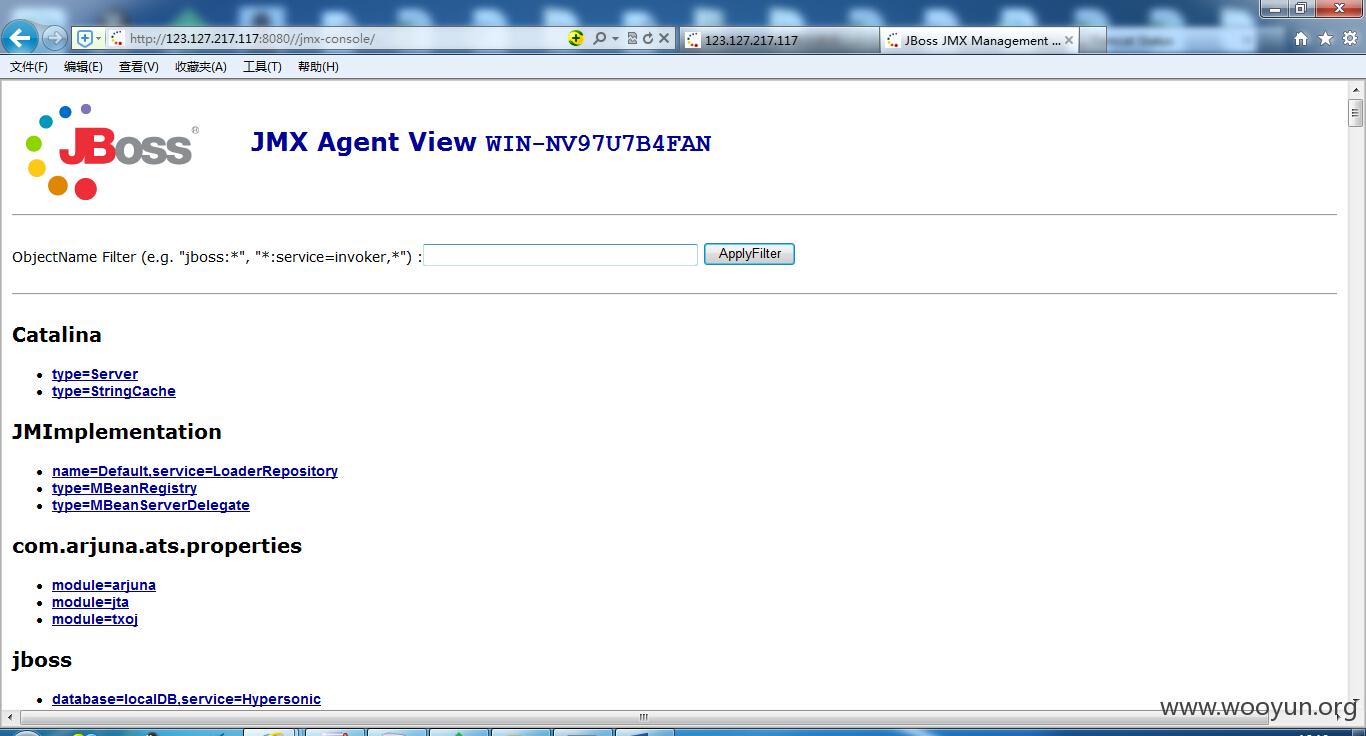 http://123.127.217.117:8080//jmx-console/
123.127.217.117
JBoss JMX Management ...
文件(F) 编辑(E) 查看(V) 收藏夹(A) 工具(T) 帮助(H)
JBoss®
JMX Agent View WIN-NV97U7B4FAN
ObjectName Filter (e.g. "jboss:*", "*:service=invoker,*") :
ApplyFilter
Catalina
type=Server
type=StringCache
JMImplementation
name=Default,service=LoaderRepository
type=MBeanRegistry
type=MBeanServerDelegate
com.arjuna.ats.properties
module=arjuna
module=jta
module=txoj
jboss
database=localDB,service=Hypersonic
www.wooyun.org